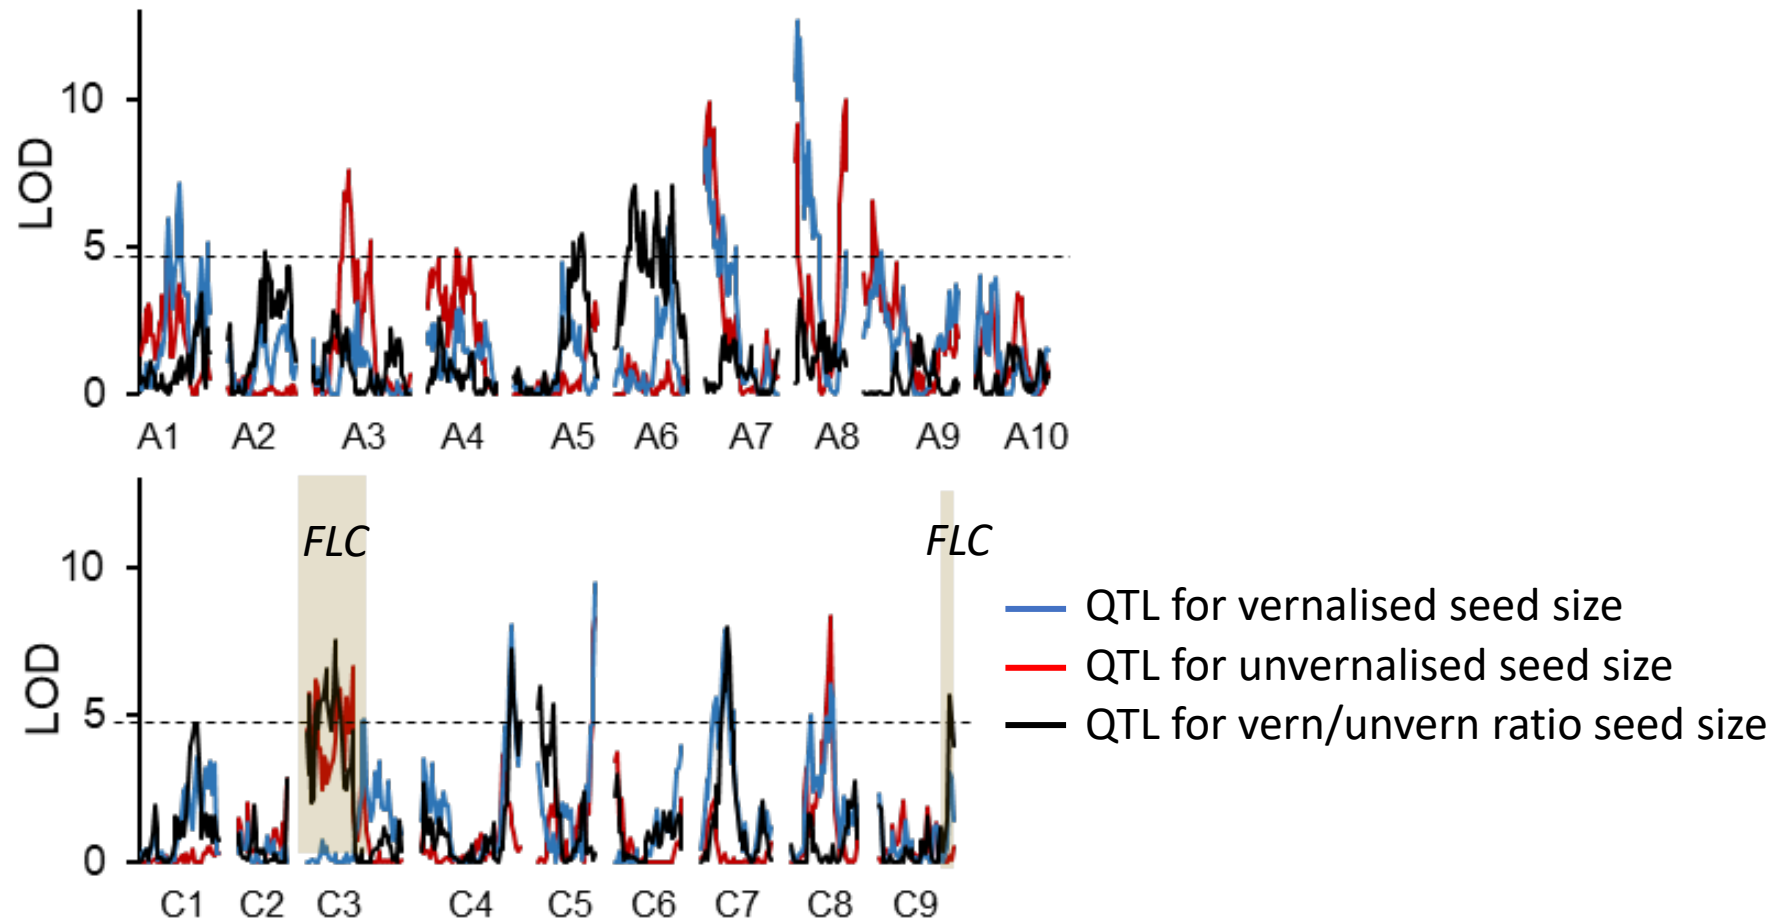 LOD
10
5
0
A1 A2 A3 A4 A5 A6 A7 A8 A9 A10
LOD
10
5
0
FLC
FLC
C1 C2 C3 C4 C5 C6 C7 C8 C9
QTL for vernalised seed size
QTL for unvernalised seed size
QTL for vern/unvern ratio seed size